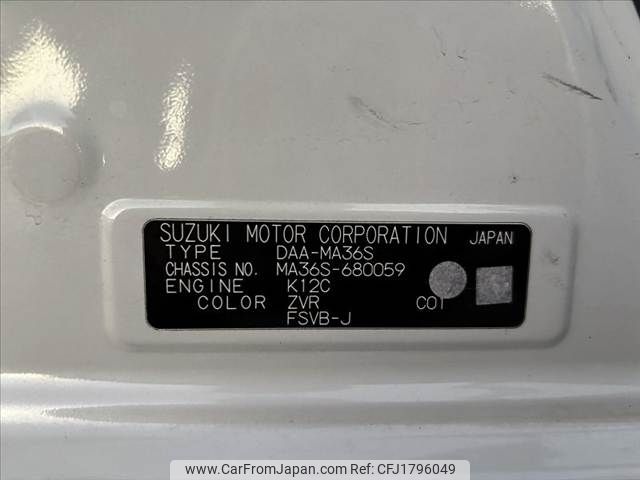 SUZUKI MOTOR CORPORATION JAPAN
TYPE DAA-MA36S
CHASSIS NO. MA36S-680059
ENGINE K12C
COLOR ZVR C01
FSVB-J
www.CarFromJapan.com - Ref: CFJ1796049